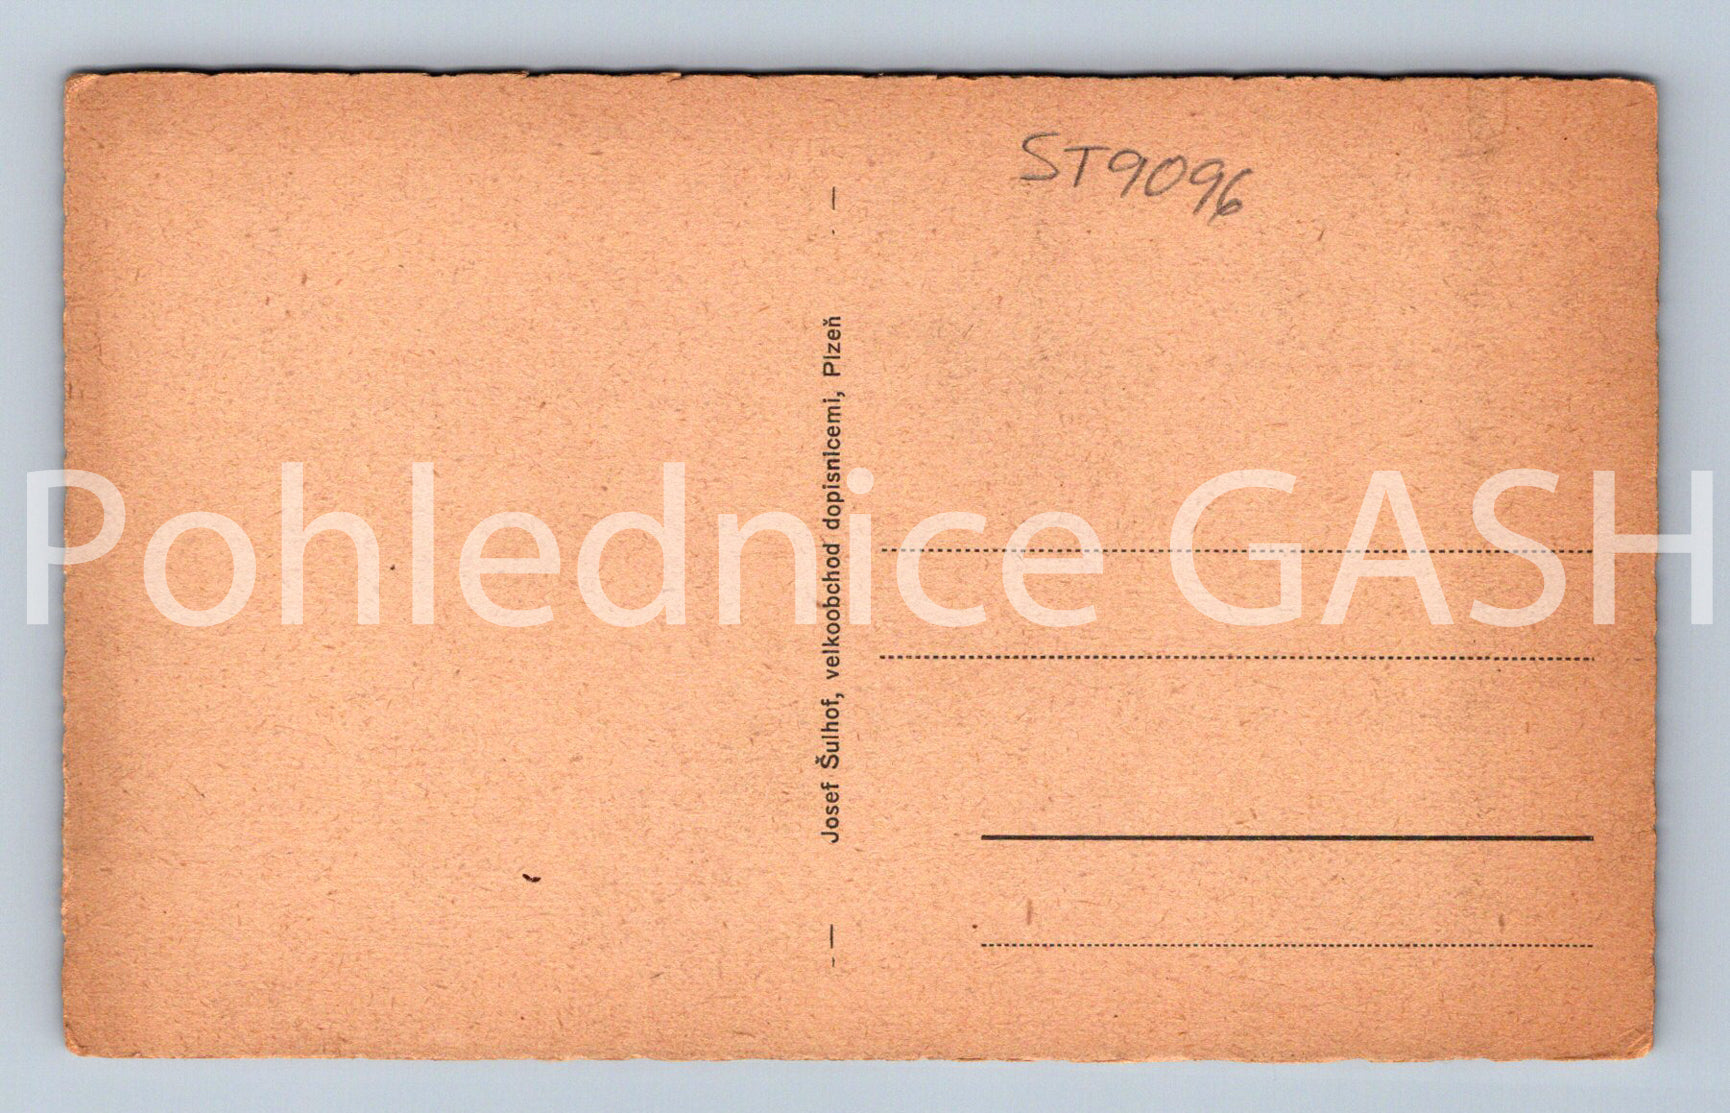 ST9096
Josef Šulhof, velkoobchod dopisnicemi, Plzeň
Pohlednice GASH